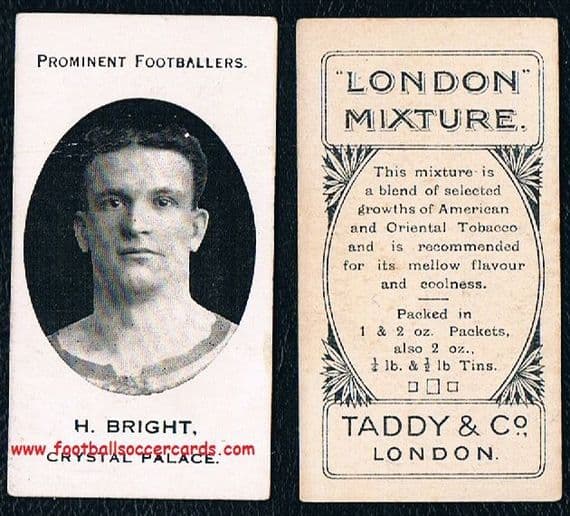 PROMINENT FOOTBALLERS.
H. BRIGHT,
www.footballsoccercards.com
CRYSTAL PALACE.
"LONDON"
MIXTURE.
This mixture is
a blend of selected
growths of American
and Oriental Tobacco
and is recommended
for its mellow flavour
and coolness.
Packed in
1 & 2 oz. Packets,
also 2 oz.,
¼ lb. & ½ lb Tins.
TADDY & CO.,
LONDON.